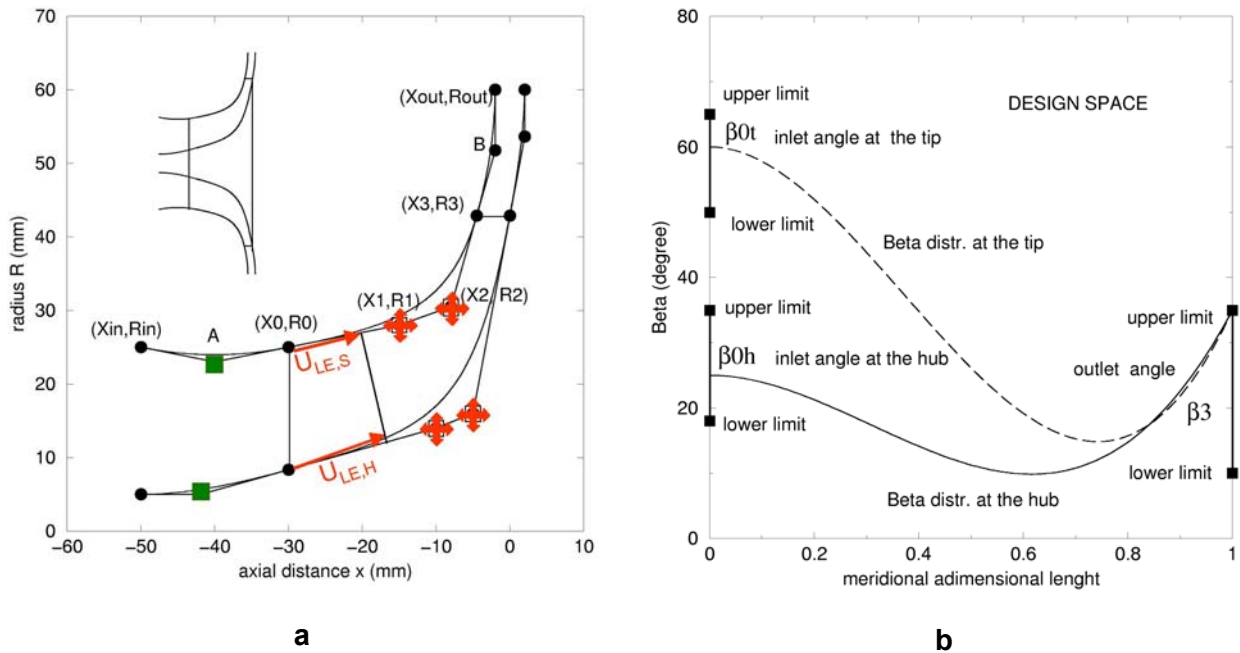 70
60
50
40
30
20
10
0
−60
−50
−40
−30
−20
−10
0
10
radius R (mm)
axial distance x (mm)
(Xout,Rout)
B
(X3,R3)
(X1,R1)
(X2, R2)
(Xin,Rin)
A
(X0,R0)
U LE,S
U LE,H
a
80
60
40
20
0
0
0.2
0.4
0.6
0.8
1
Beta (degree)
meridional adimensional lenght
DESIGN SPACE
upper limit
β0t inlet angle at the tip
lower limit
Beta distr. at the tip
upper limit
β0h inlet angle at the hub
lower limit
upper limit
outlet angle
β3
lower limit
Beta distr. at the hub
b